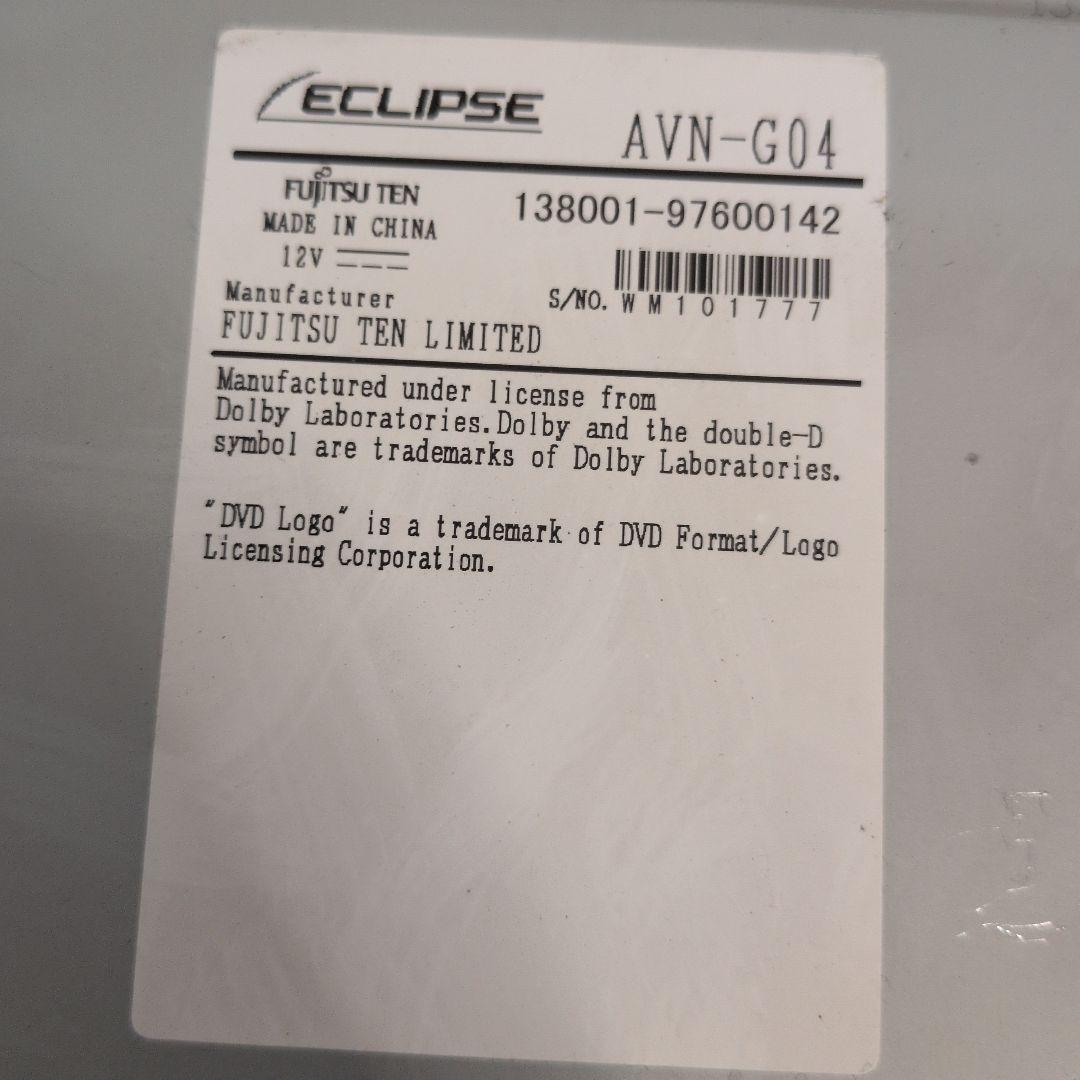 ECLIPSE
AVN-G04
FUJITSU TEN
138001-97600142
MADE IN CHINA
12V
S/NO. WM101777
Manufacturer
FUJITSU TEN LIMITED
Manufactured under license from
Dolby Laboratories.Dolby and the double-D
symbol are trademarks of Dolby Laboratories.
"DVD Logo" is a trademark of DVD Format/Logo
Licensing Corporation.